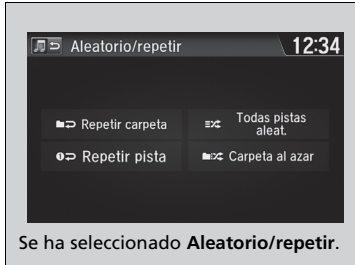 Aleatorio/repetir 12:34
Repetir carpeta
Todas pistas
aleat.
Repetir pista
Carpeta al azar
Se ha seleccionado Aleatorio/repetir.